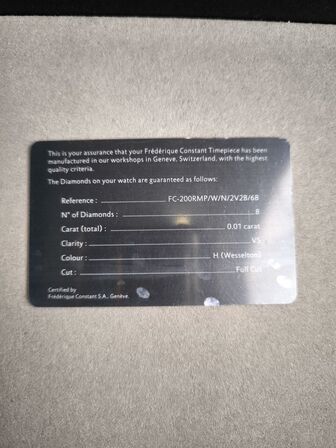 This is your assurance that your Frédérique Constant Timepiece has been
manufactured in our workshops in Geneve, Switzerland, with the highest
quality criteria.
The Diamonds on your watch are guaranteed as follows:
Reference : FC-200RMP/W/N/2V2B/6B
N° of Diamonds : 8
Carat (total) : 0.01 carat
Clarity : VS
Colour : H (Wesselton)
Cut : Full Cut
Certified by
Frédérique Constant S.A., Genève.